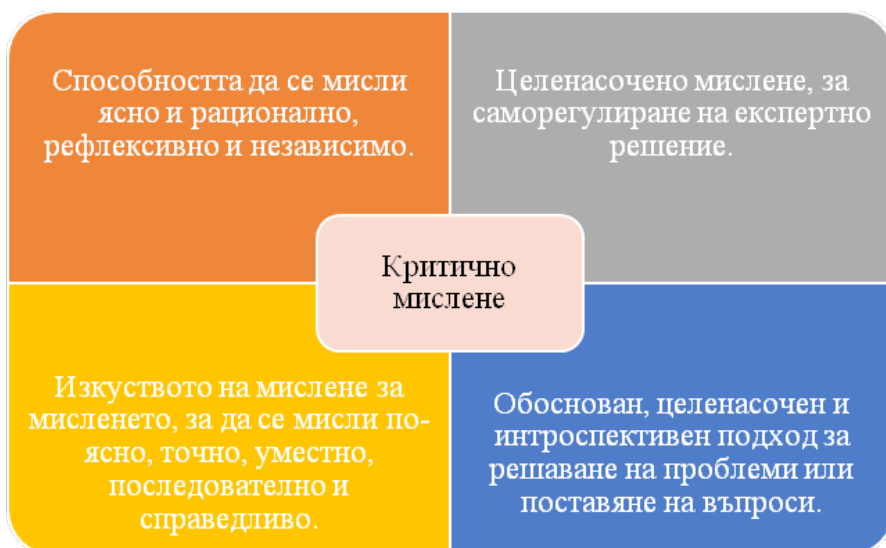 Способността да се мисли
ясно и рационално,
рефлексивно и независимо.
Целенасочено мислене, за
саморегулиране на експертно
решение.
Критично
мислене
Изкуството на мислене за
мисленето, за да се мисли по-
ясно, точно, уместно,
последователно и
справедливо.
Обоснован, целенасочен и
интроспективен подход за
решаване на проблеми или
поставяне на въпроси.